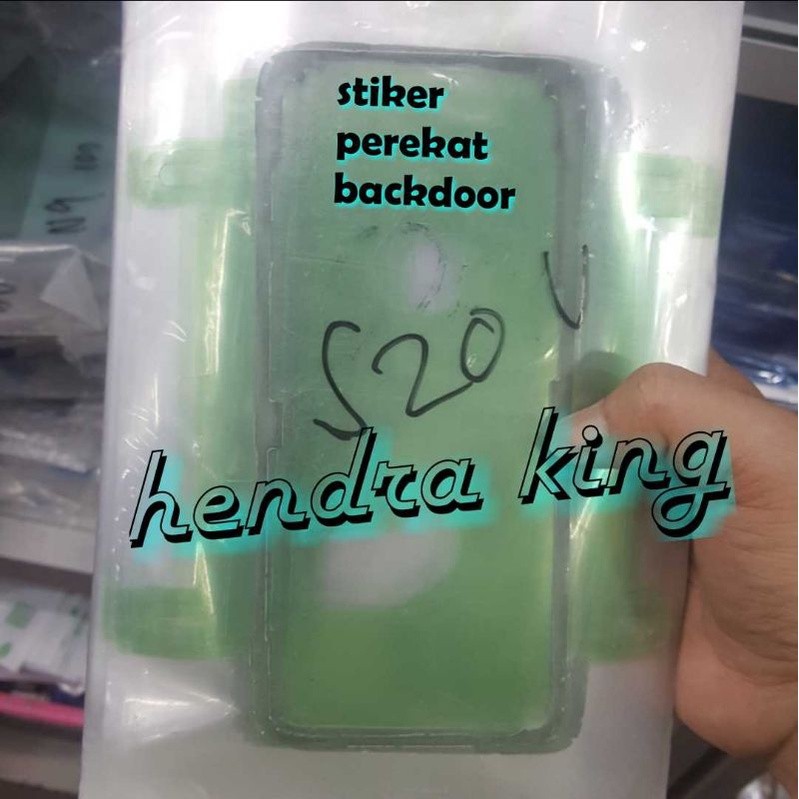 stiker
perekat
backdoor
S20 U
hendra king